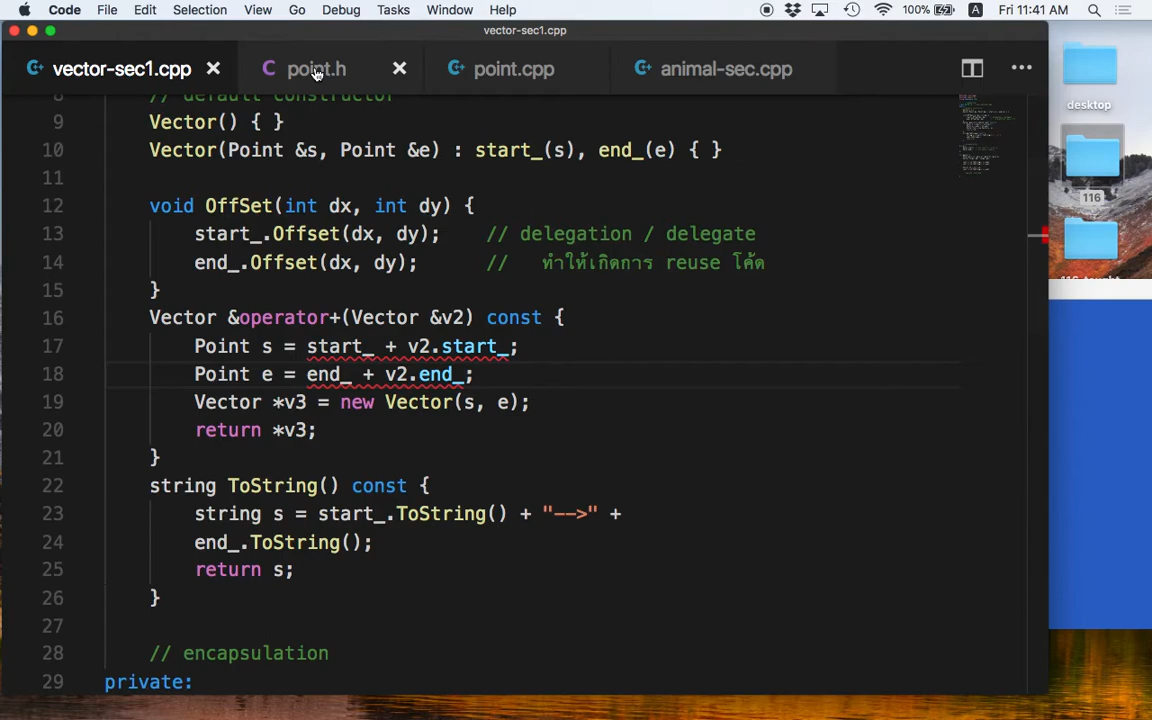 Code File Edit Selection View Go Debug Tasks Window Help 100% A Fri 11:41 AM
vector-sec1.cpp
vector-sec1.cpp point.h point.cpp animal-sec.cpp
8 // default constructor
9 Vector() { }
10 Vector(Point &s, Point &e) : start_(s), end_(e) { }
11
12 void OffSet(int dx, int dy) {
13 start_.Offset(dx, dy); // delegation / delegate
14 end_.Offset(dx, dy); // ทำให้เกิดการ reuse โค้ด
15 }
16 Vector &operator+(Vector &v2) const {
17 Point s = start_ + v2.start_;
18 Point e = end_ + v2.end_;
19 Vector *v3 = new Vector(s, e);
20 return *v3;
21 }
22 string ToString() const {
23 string s = start_.ToString() + "-->" +
24 end_.ToString();
25 return s;
26 }
27
28 // encapsulation
29 private:
desktop
116